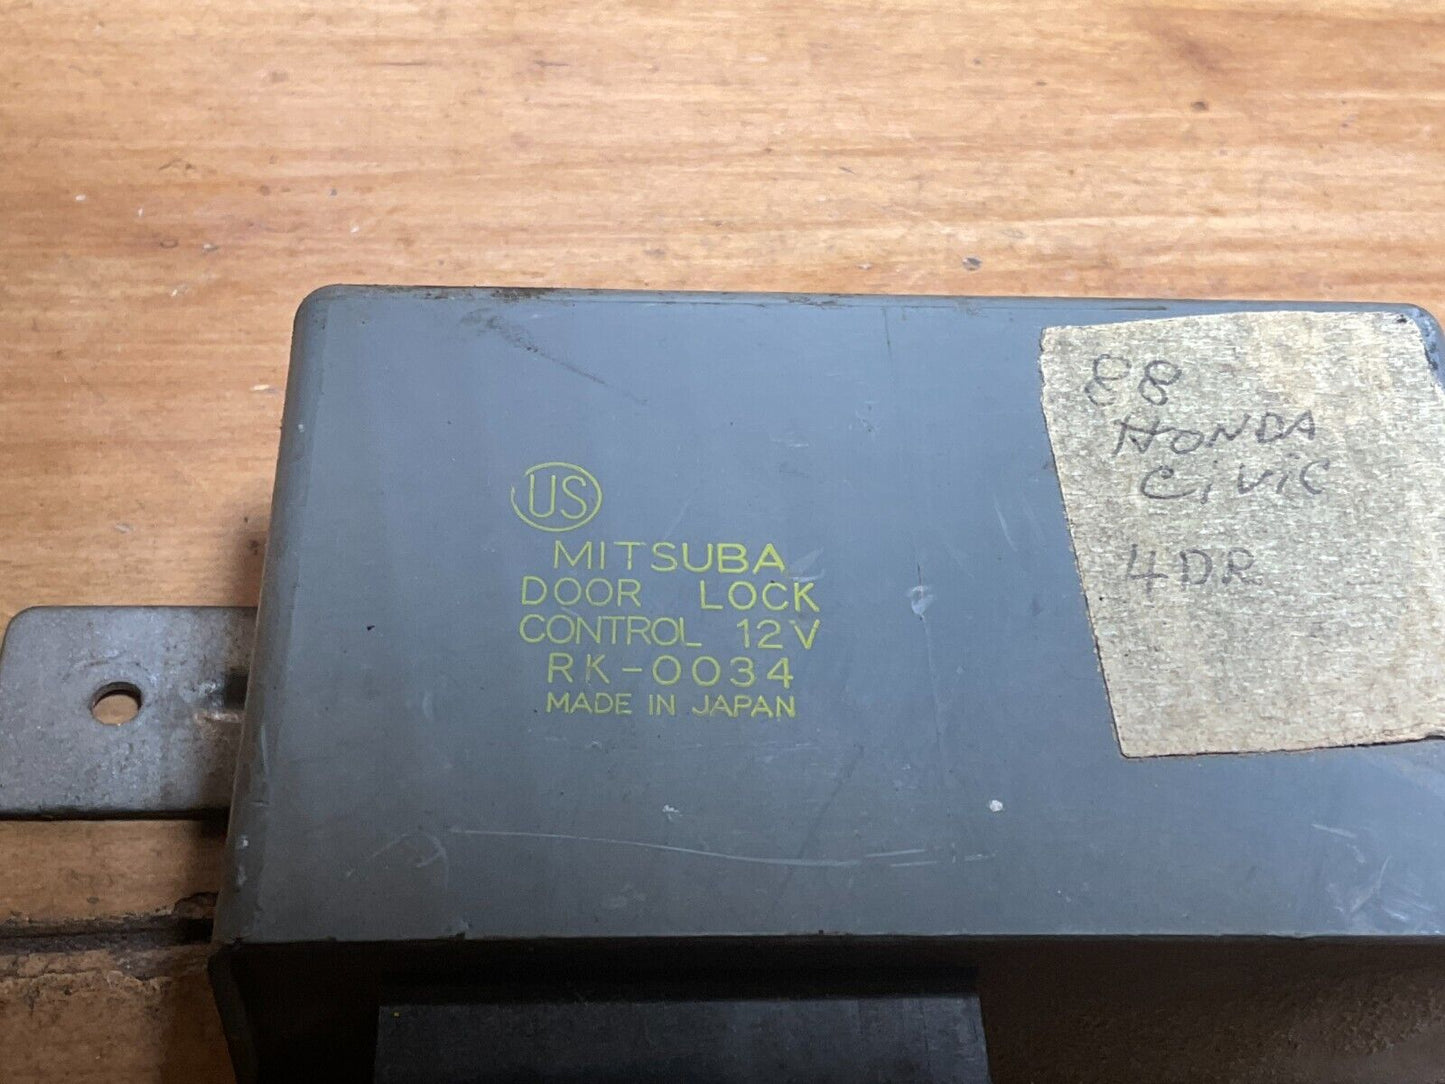 US
MITSUBA
DOOR LOCK
CONTROL 12V
RK-0034
MADE IN JAPAN
88
HONDA
CiViC
4DR